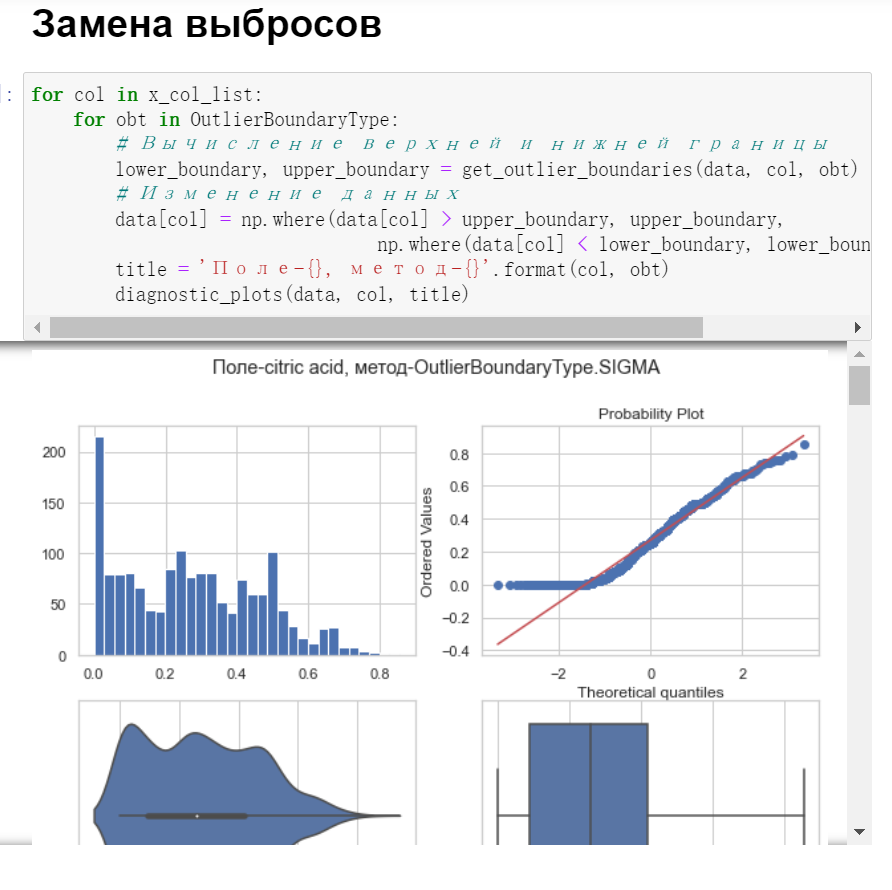 Замена выбросов
]:
for col in x_col_list:
for obt in OutlierBoundaryType:
# Вычисление верхней и нижней границы
lower_boundary, upper_boundary = get_outlier_boundaries(data, col, obt)
# Изменение данных
data[col] = np.where(data[col] > upper_boundary, upper_boundary,
np.where(data[col] < lower_boundary, lower_boun
title = 'Поле-{}, метод-{}'.format(col, obt)
diagnostic_plots(data, col, title)
Поле-citric acid, метод-OutlierBoundaryType.SIGMA
200
150
100
50
0
0.0 0.2 0.4 0.6 0.8
Probability Plot
Ordered Values
0.8
0.6
0.4
0.2
0.0
−0.2
−0.4
−2 0 2
Theoretical quantiles